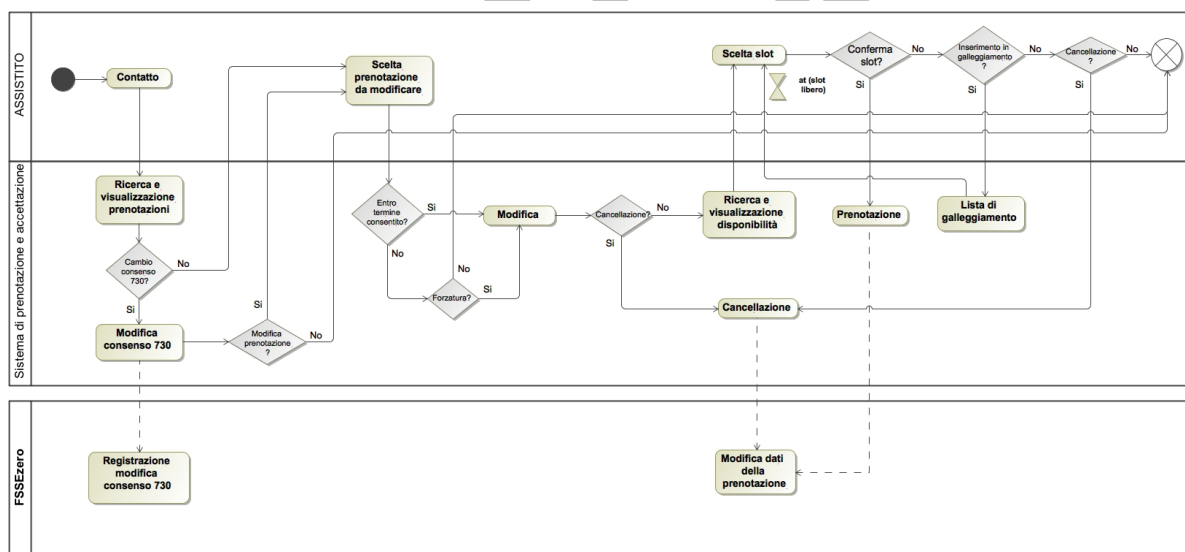 ASSISTITO
Contatto
Scelta
prenotazione
da modificare
Scelta slot
at (slot
libero)
Conferma
slot?
No
Si
Inserimento in
galleggiamento
?
No
Si
Cancellazione
?
No
Si
Sistema di prenotazione e accettazione
Ricerca e
visualizzazione
prenotazioni
Cambio
consenso
730?
No
Si
Modifica
consenso 730
Modifica
prenotazione
?
Si
No
Entro
termine
consentito?
Si
No
Forzatura?
No
Si
Modifica
Cancellazione?
No
Si
Ricerca e
visualizzazione
disponibilità
Prenotazione
Lista di
galleggiamento
Cancellazione
FSSEzero
Registrazione
modifica
consenso 730
Modifica dati
della
prenotazione